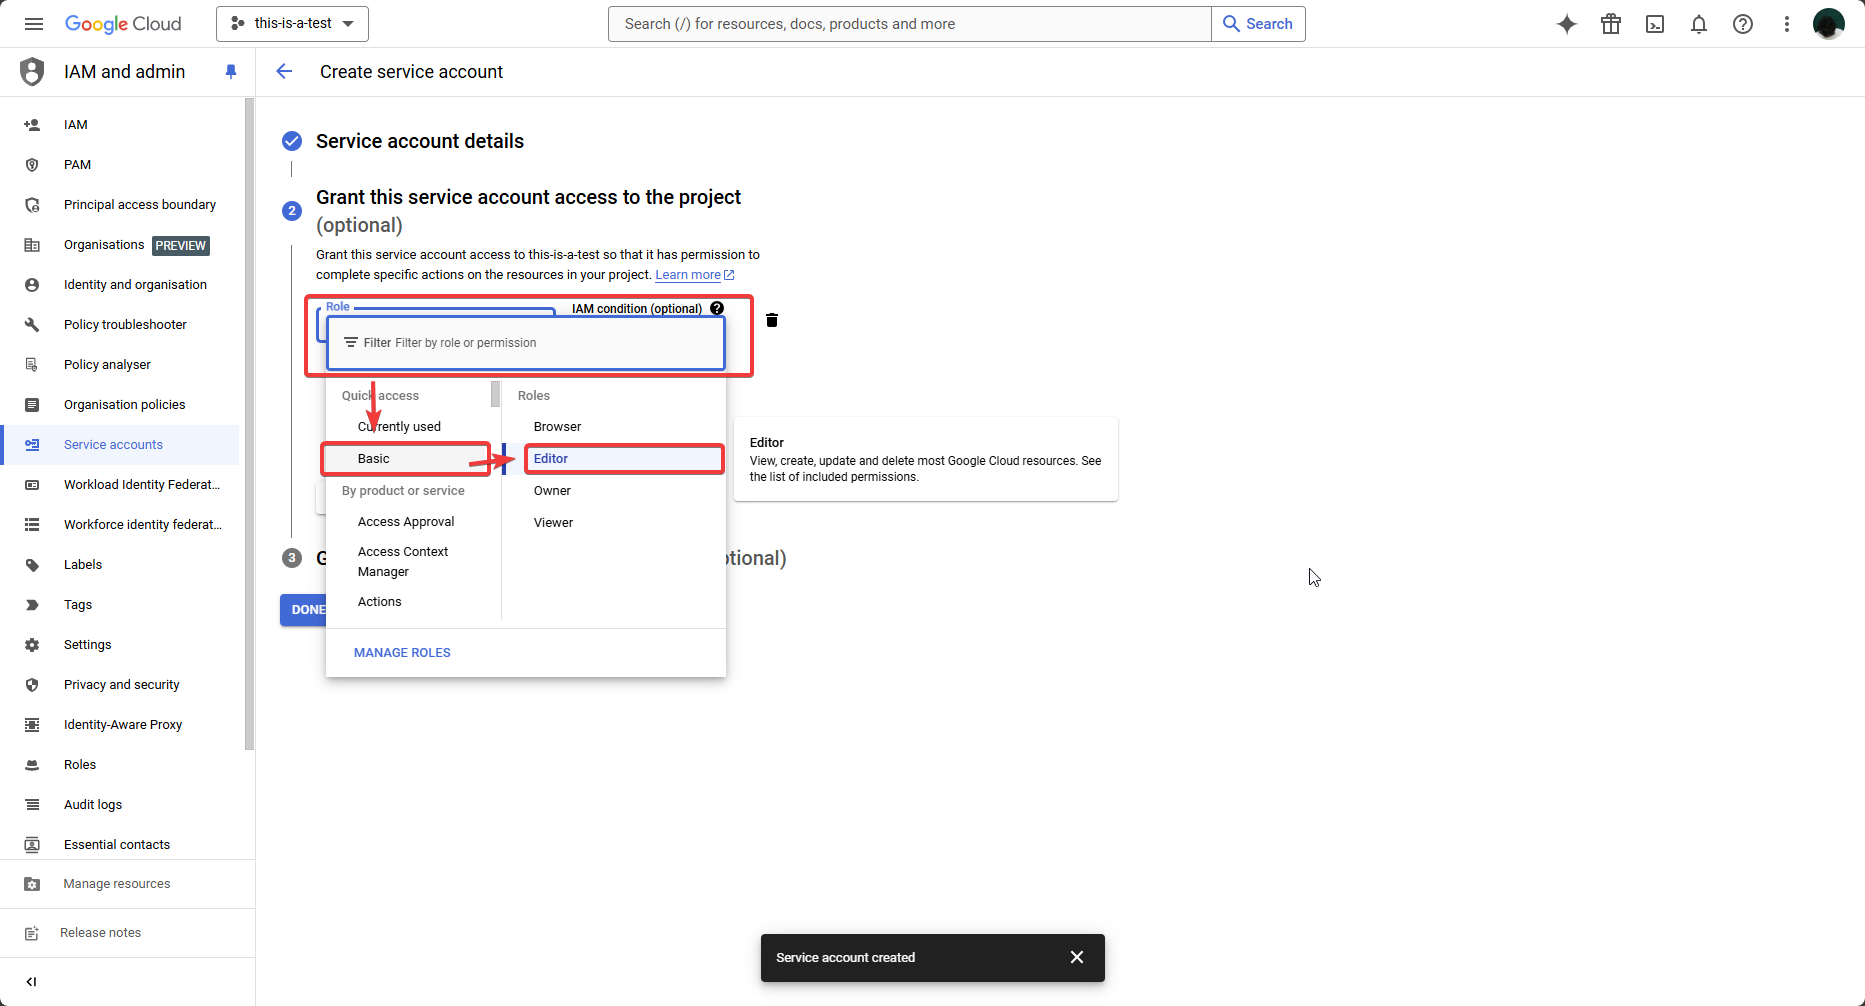 Google Cloud
this-is-a-test
Search (/) for resources, docs, products and more
Search
IAM and admin
Create service account
IAM
PAM
Principal access boundary
Organisations PREVIEW
Identity and organisation
Policy troubleshooter
Policy analyser
Organisation policies
Service accounts
Workload Identity Federat...
Workforce identity federat...
Labels
Tags
Settings
Privacy and security
Identity-Aware Proxy
Roles
Audit logs
Essential contacts
Manage resources
Release notes
Service account details
2
Grant this service account access to the project
(optional)
Grant this service account access to this-is-a-test so that it has permission to
complete specific actions on the resources in your project. Learn more
Role
IAM condition (optional)
Filter Filter by role or permission
Quick access
Currently used
Basic
By product or service
Access Approval
Access Context
Manager
Actions
Roles
Browser
Editor
Owner
Viewer
MANAGE ROLES
Editor
View, create, update and delete most Google Cloud resources. See
the list of included permissions.
3
G
tional)
DONE
Service account created